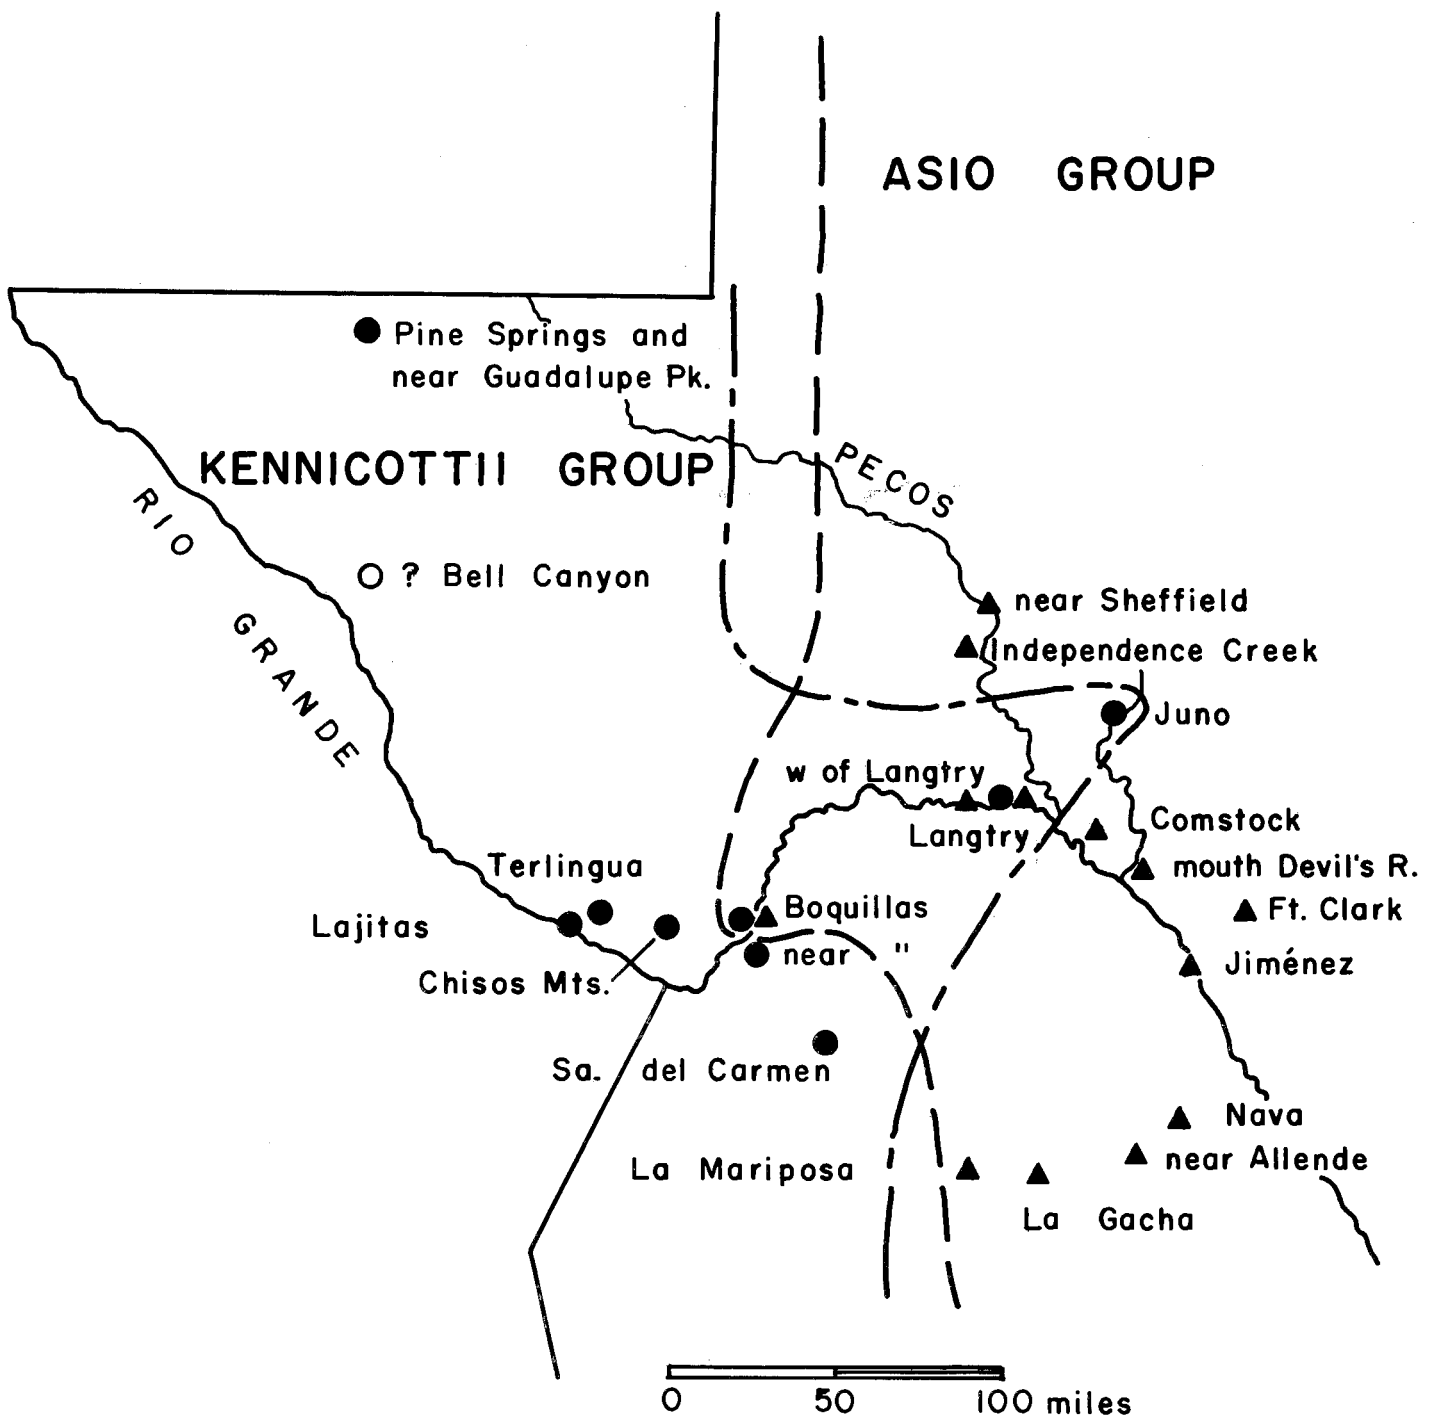 ASIO GROUP
Pine Springs and
near Guadalupe Pk.
KENNICOTTII GROUP
PECOS
RIO GRANDE
? Bell Canyon
near Sheffield
Independence Creek
Juno
w of Langtry
Langtry
Comstock
mouth Devil's R.
Terlingua
Lajitas
Boquillas
near "
Ft. Clark
Jiménez
Chisos Mts.
Sa. del Carmen
Nava
near Allende
La Mariposa
La Gacha
0 50 100 miles